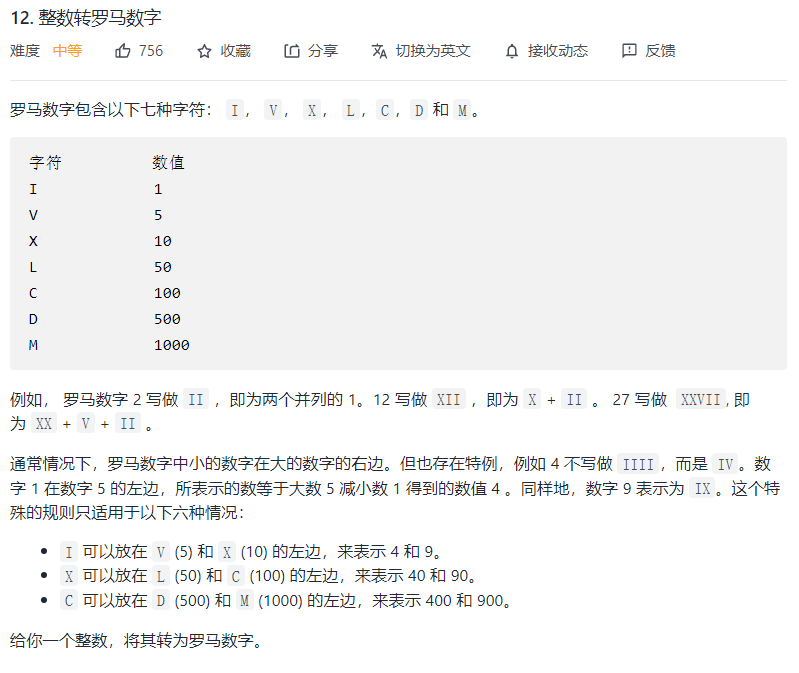 12. 整数转罗马数字
难度 中等 756 收藏 分享 切换为英文 接收动态 反馈
罗马数字包含以下七种字符： I， V， X， L，C，D 和 M。
字符 数值
I 1
V 5
X 10
L 50
C 100
D 500
M 1000
例如， 罗马数字 2 写做 II ，即为两个并列的 1。12 写做 XII ，即为 X + II 。 27 写做 XXVII, 即
为 XX + V + II 。
通常情况下，罗马数字中小的数字在大的数字的右边。但也存在特例，例如 4 不写做 IIII，而是 IV。数
字 1 在数字 5 的左边，所表示的数等于大数 5 减小数 1 得到的数值 4 。同样地，数字 9 表示为 IX。这个特
殊的规则只适用于以下六种情况：
• I 可以放在 V (5) 和 X (10) 的左边，来表示 4 和 9。
• X 可以放在 L (50) 和 C (100) 的左边，来表示 40 和 90。
• C 可以放在 D (500) 和 M (1000) 的左边，来表示 400 和 900。
给你一个整数，将其转为罗马数字。